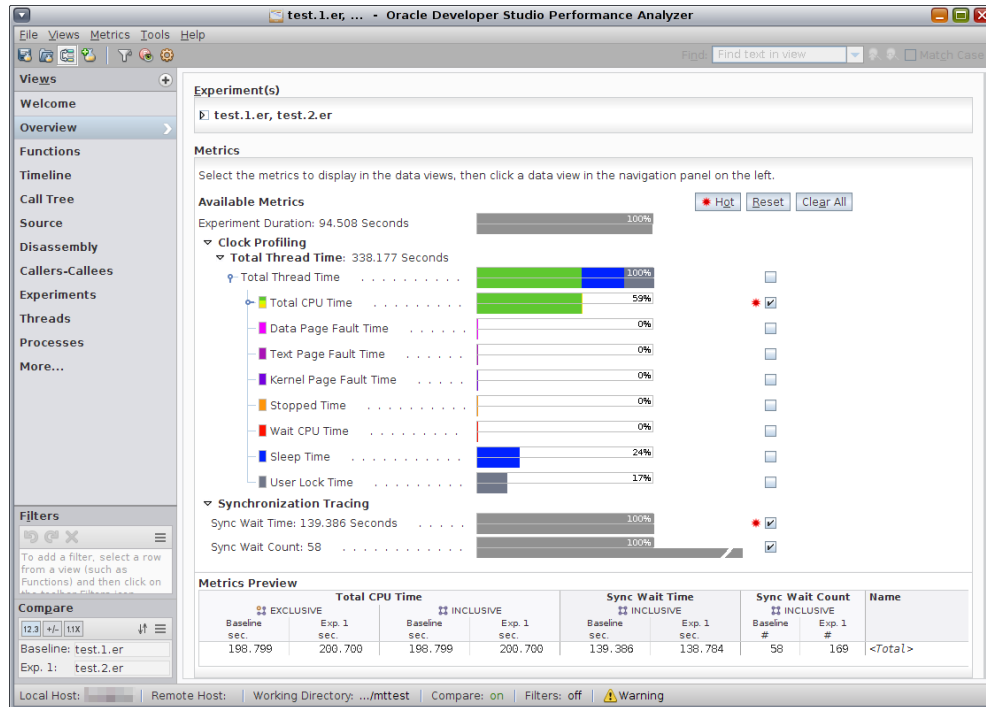 test.1.er, ... - Oracle Developer Studio Performance Analyzer
File Views Metrics Tools Help
Find: Find text in view Match Case
Views
Welcome
Overview
Functions
Timeline
Call Tree
Source
Disassembly
Callers-Callees
Experiments
Threads
Processes
More...
Filters
To add a filter, select a row
from a view (such as
Functions) and then click on
Compare
12.3 +/- 1.1X
Baseline: test.1.er
Exp. 1: test.2.er
Experiment(s)
test.1.er, test.2.er
Metrics
Select the metrics to display in the data views, then click a data view in the navigation panel on the left.
Available Metrics Hot Reset Clear All
Experiment Duration: 94.508 Seconds 100%
Clock Profiling
Total Thread Time: 338.177 Seconds
Total Thread Time 100%
Total CPU Time 59%
Data Page Fault Time 0%
Text Page Fault Time 0%
Kernel Page Fault Time 0%
Stopped Time 0%
Wait CPU Time 0%
Sleep Time 24%
User Lock Time 17%
Synchronization Tracing
Sync Wait Time: 139.386 Seconds 100%
Sync Wait Count: 58 100%
Metrics Preview
Total CPU Time Sync Wait Time Sync Wait Count Name
EXCLUSIVE INCLUSIVE INCLUSIVE INCLUSIVE
Baseline Exp. 1 Baseline Exp. 1 Baseline Exp. 1 Baseline Exp. 1
sec. sec. sec. sec. sec. sec. # #
198.799 200.700 198.799 200.700 139.386 138.784 58 169 <Total>
Local Host: Remote Host: Working Directory: .../mttest Compare: on Filters: off Warning